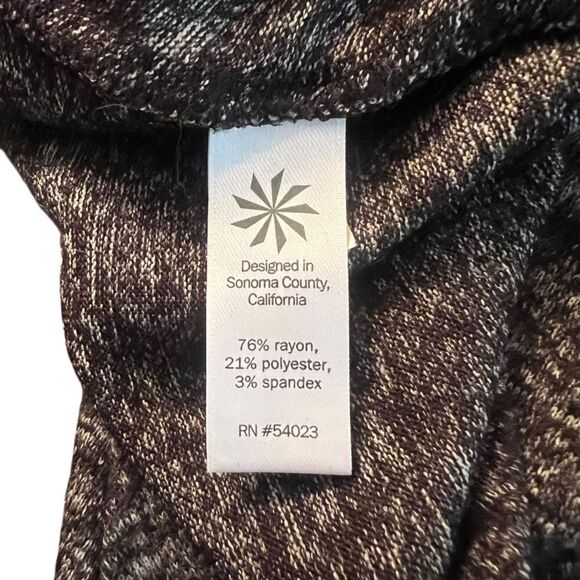 Designed in
Sonoma County,
California
76% rayon,
21% polyester,
3% spandex
RN #54023